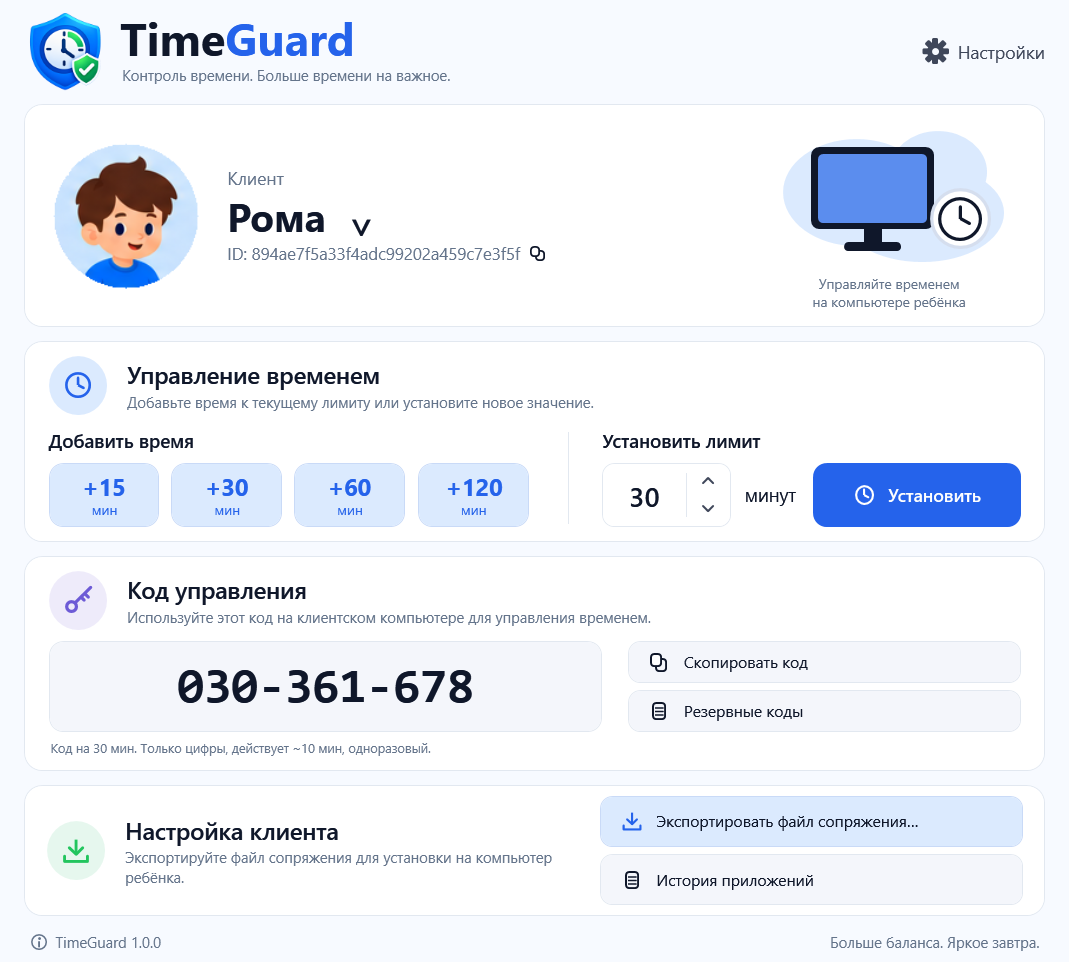 TimeGuard
Контроль времени. Больше времени на важное.
Настройки
Клиент
Рома
ID: 894ae7f5a33f4adc99202a459c7e3f5f
Управляйте временем
на компьютере ребёнка
Управление временем
Добавьте время к текущему лимиту или установите новое значение.
Добавить время
+15
мин
+30
мин
+60
мин
+120
мин
Установить лимит
30
минут
Установить
Код управления
Используйте этот код на клиентском компьютере для управления временем.
030-361-678
Скопировать код
Резервные коды
Код на 30 мин. Только цифры, действует ~10 мин, одноразовый.
Настройка клиента
Экспортируйте файл сопряжения для установки на компьютер
ребёнка.
Экспортировать файл сопряжения...
История приложений
TimeGuard 1.0.0
Больше баланса. Яркое завтра.